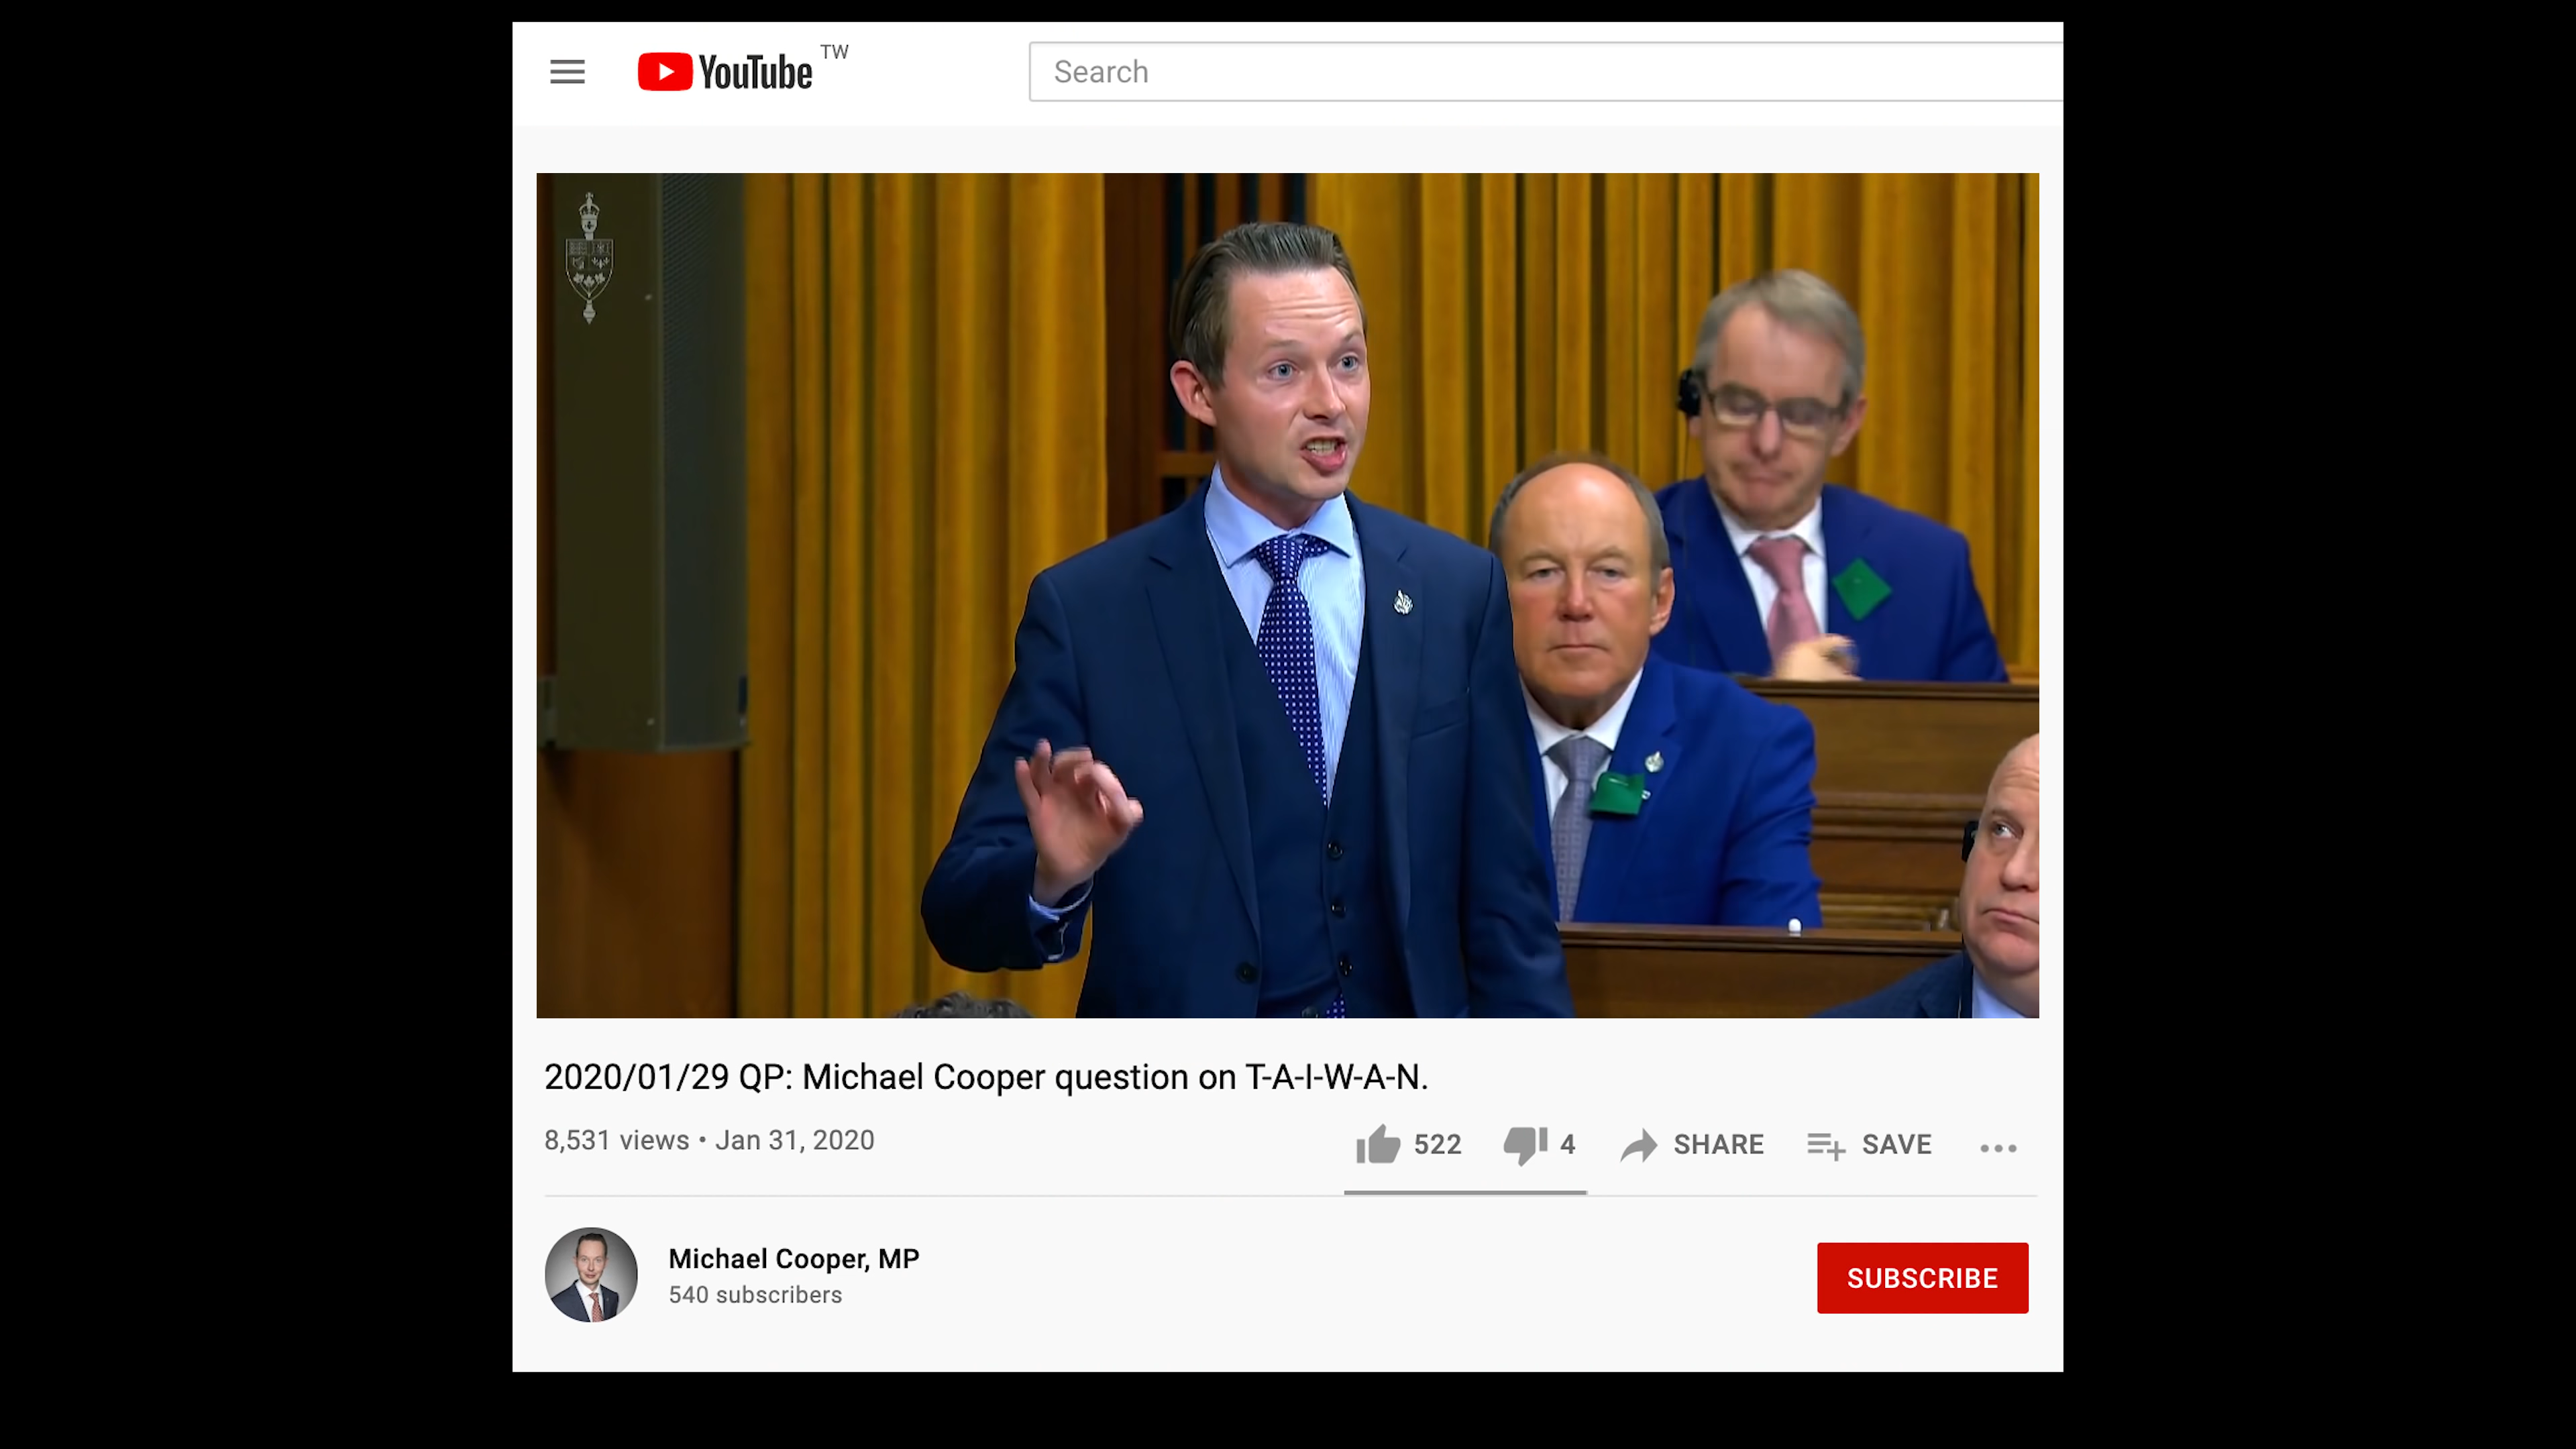 YouTube TW
Search
2020/01/29 QP: Michael Cooper question on T-A-I-W-A-N.
8,531 views • Jan 31, 2020
522 4 SHARE SAVE
Michael Cooper, MP
540 subscribers
SUBSCRIBE